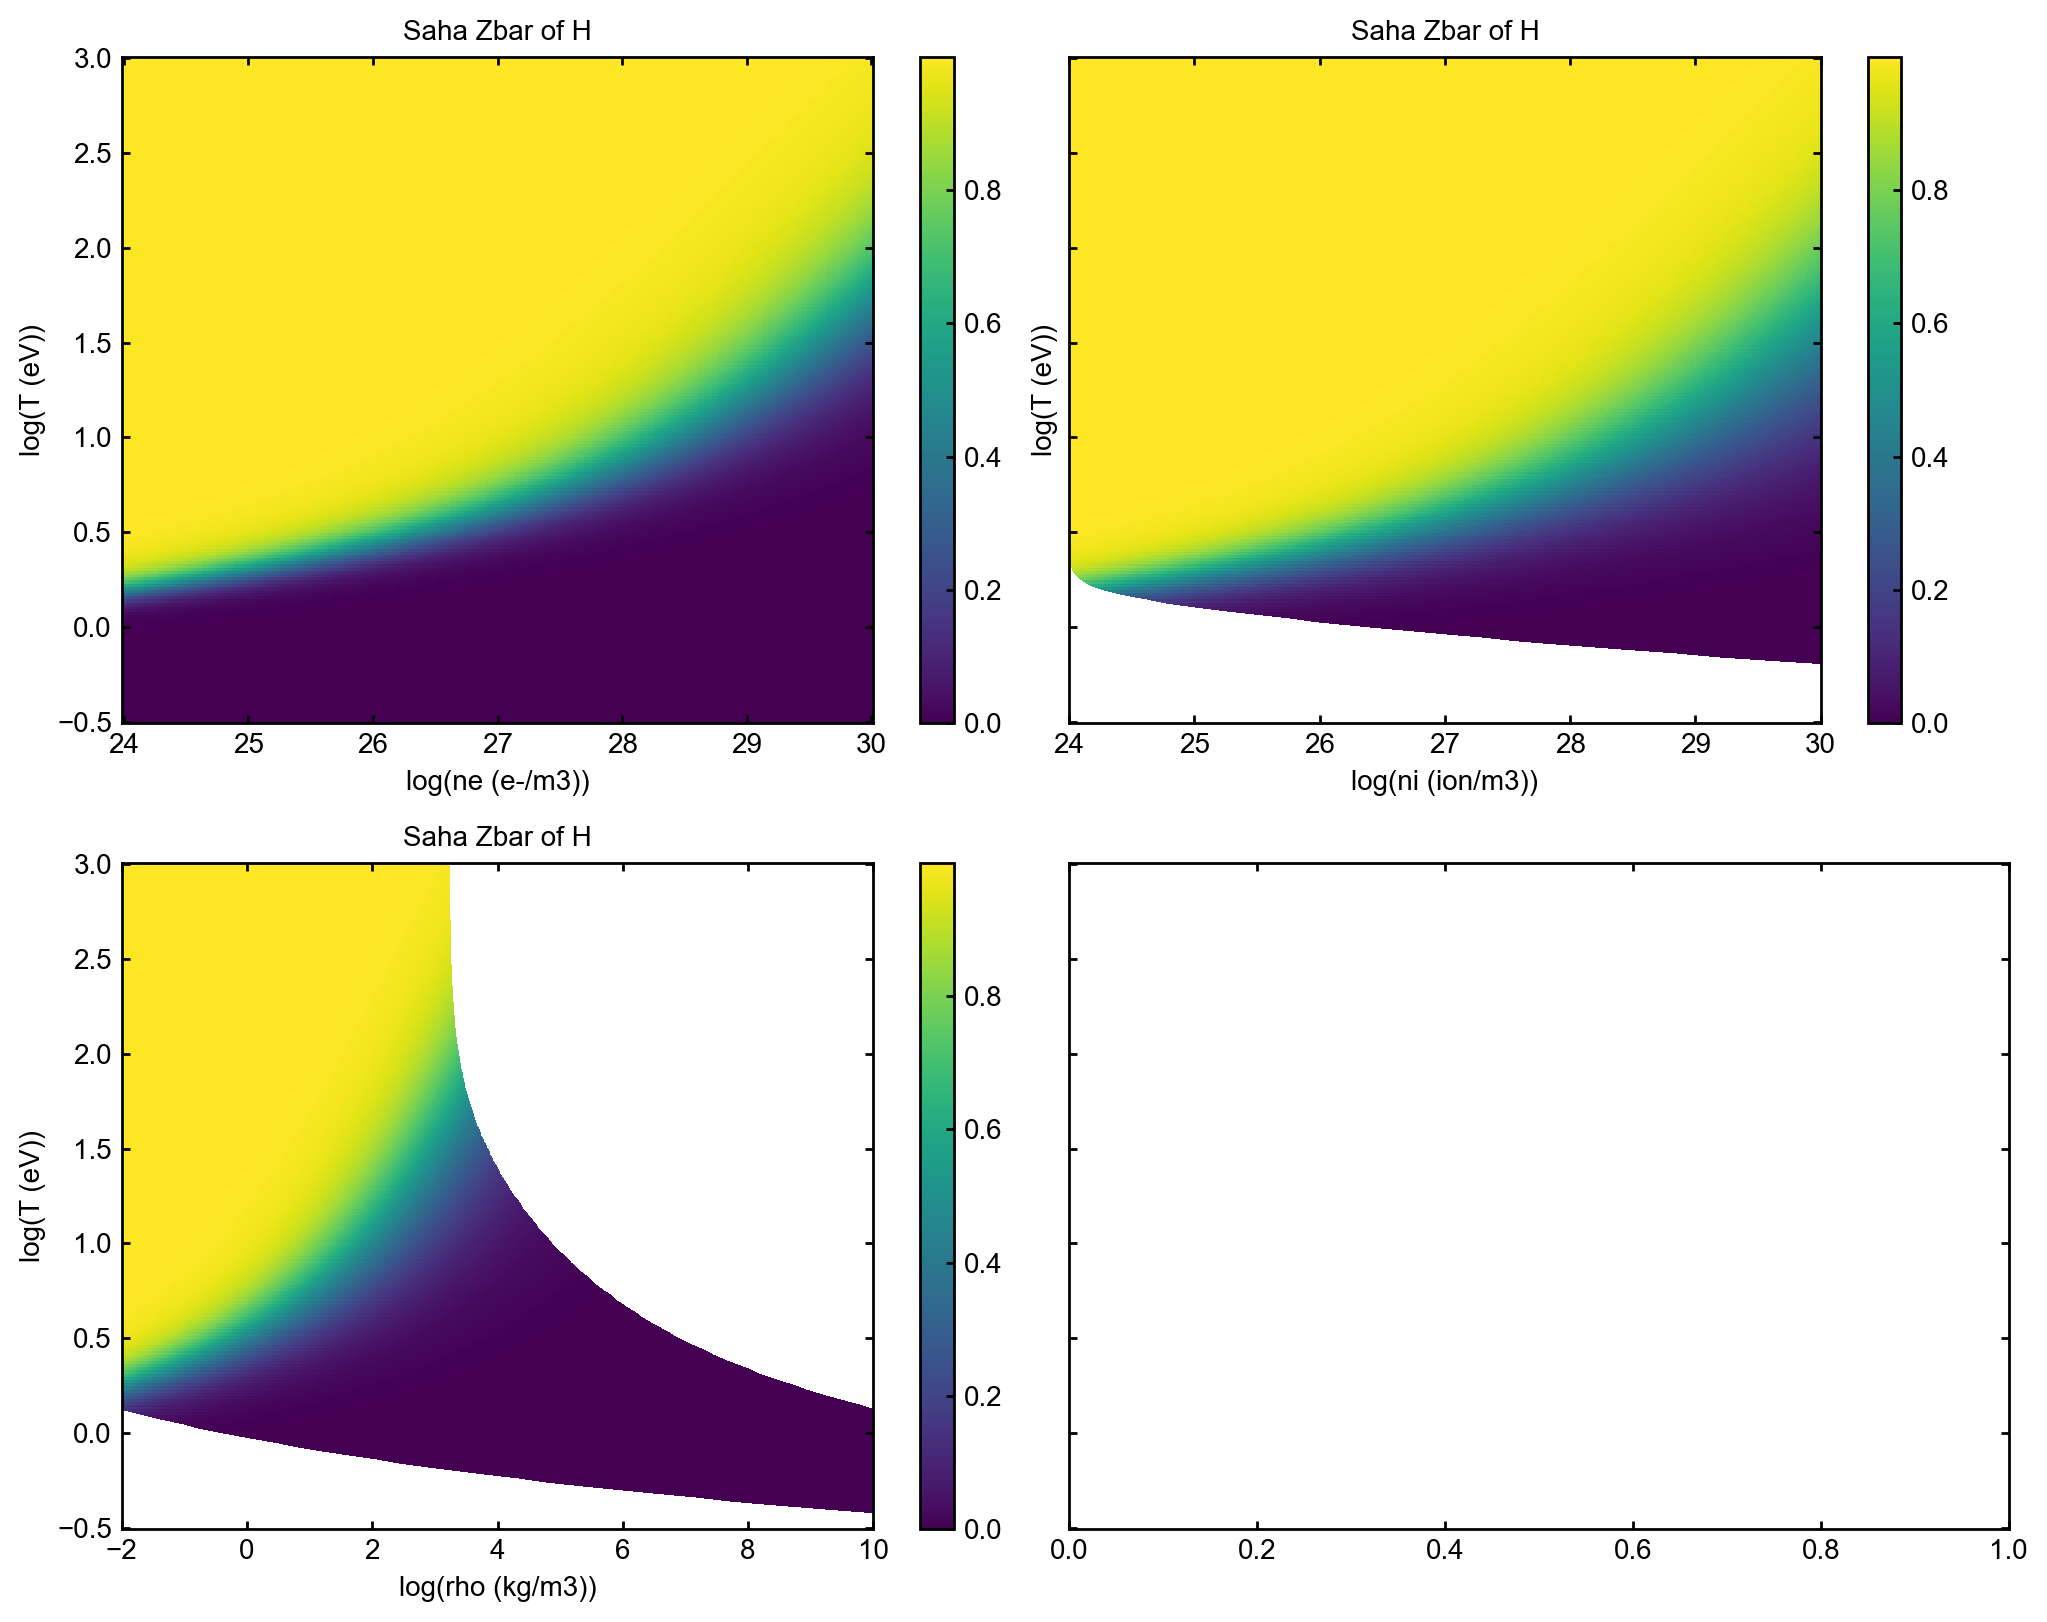 Saha Zbar of H
3.0
2.5
2.0
1.5
1.0
0.5
0.0
−0.5
log(T (eV))
24 25 26 27 28 29 30
log(ne (e-/m3))
0.8
0.6
0.4
0.2
0.0
Saha Zbar of H
log(T (eV))
24 25 26 27 28 29 30
log(ni (ion/m3))
0.8
0.6
0.4
0.2
0.0
Saha Zbar of H
3.0
2.5
2.0
1.5
1.0
0.5
0.0
−0.5
log(T (eV))
−2 0 2 4 6 8 10
log(rho (kg/m3))
0.8
0.6
0.4
0.2
0.0
0.0 0.2 0.4 0.6 0.8 1.0